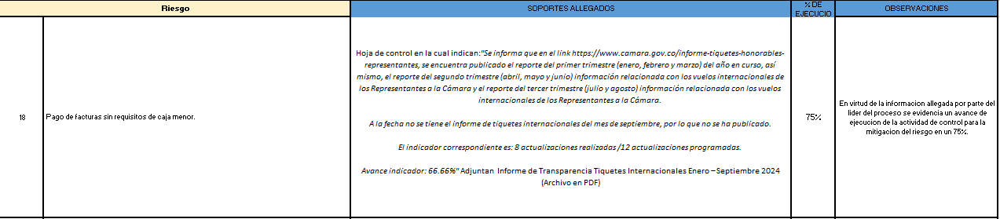 Riesgo
SOPORTES ALLEGADOS
% DE
EJECUCIO
OBSERVACIONES
18
Pago de facturas sin requisitos de caja menor.
Hoja de control en la cual indican:"Se informa que en el link https://www.camara.gov.co/informe-tiquetes-honorables-
representantes, se encuentra publicado el reporte del primer trimestre (enero, febrero y marzo) del año en curso, así
mismo, el reporte del segundo trimestre (abril, mayo y junio) información relacionada con los vuelos internacionales de
los Representantes a la Cámara y el reporte del tercer trimestre (julio y agosto) información relacionada con los vuelos
internacionales de los Representantes a la Cámara.
A la fecha no se tiene el informe de tiquetes internacionales del mes de septiembre, por lo que no se ha publicado.
El indicador correspondiente es: 8 actualizaciones realizadas /12 actualizaciones programadas.
Avance indicador: 66.66%" Adjuntan Informe de Transparencia Tiquetes Internacionales Enero – Septiembre 2024
(Archivo en PDF)
75%
En virtud de la informacion allegada por parte del
lider del proceso se evidencia un avance de
ejecucion de la actividad de control para la
mitigacion del riesgo en un 75%.